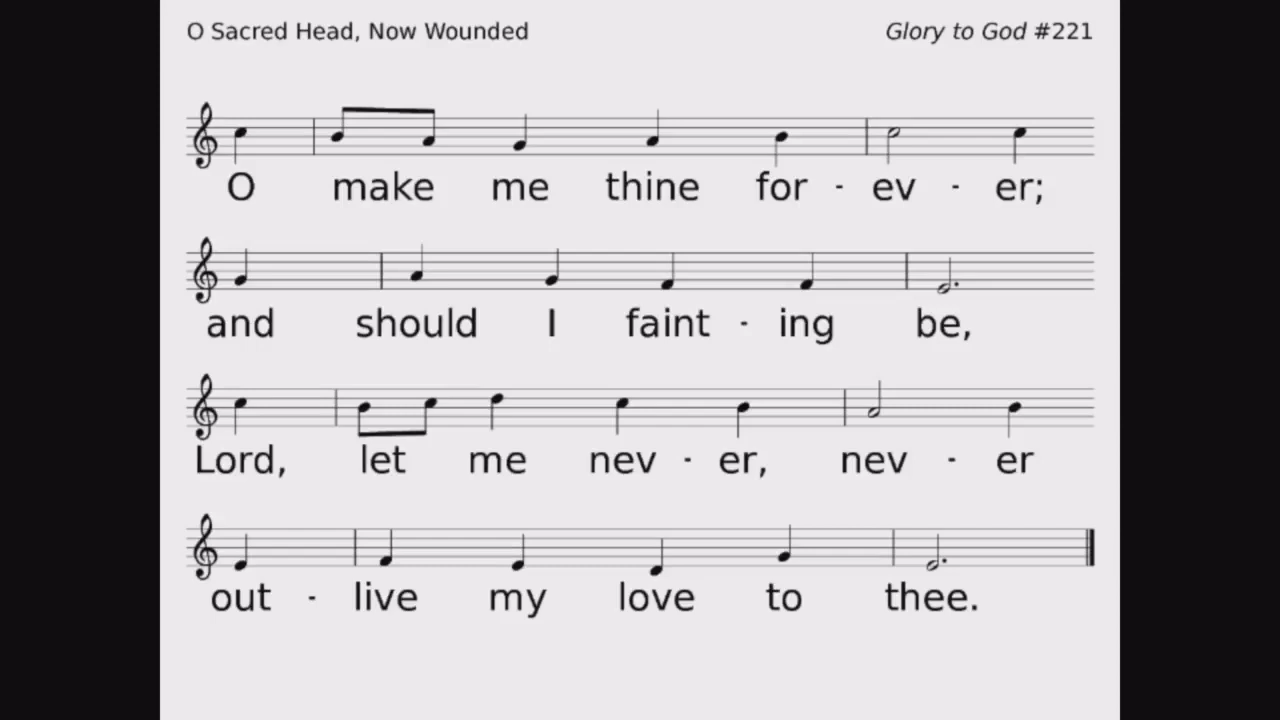 O Sacred Head, Now Wounded Glory to God #221
O make me thine for - ev - er;
and should I faint - ing be,
Lord, let me nev - er, nev - er
out - live my love to thee.